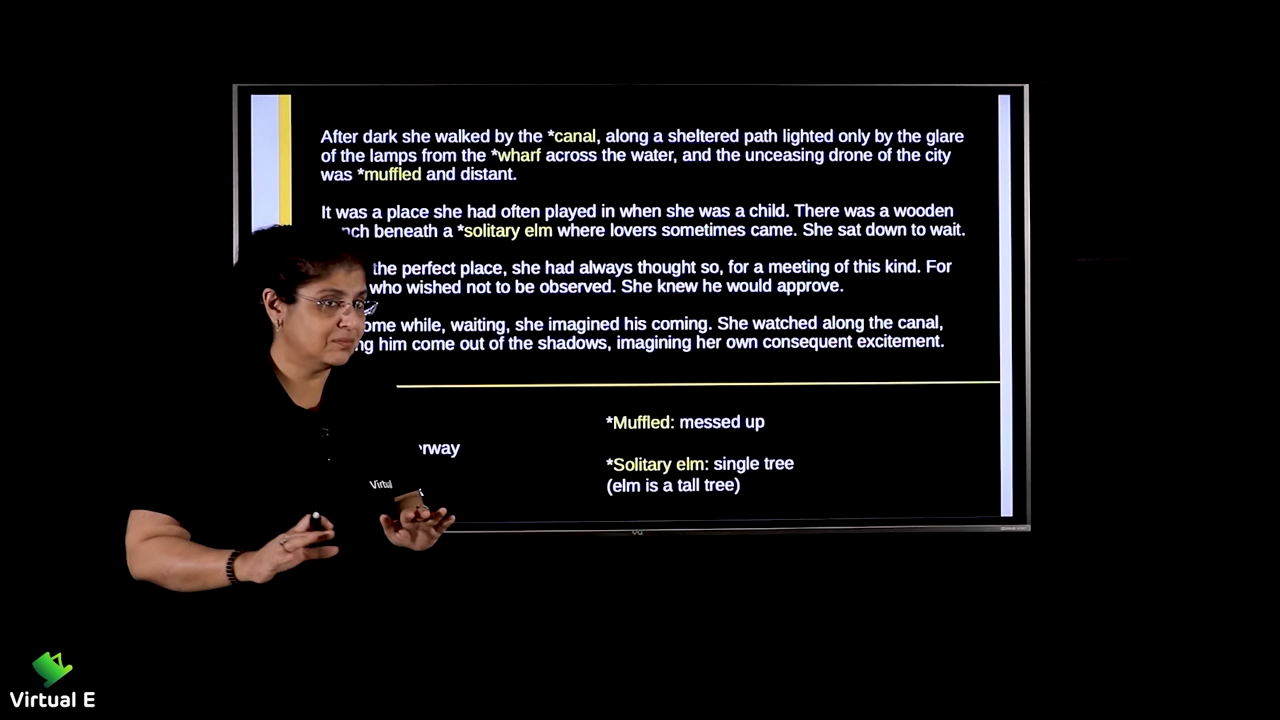 After dark she walked by the *canal, along a sheltered path lighted only by the glare
of the lamps from the *wharf across the water, and the unceasing drone of the city
was *muffled and distant.
It was a place she had often played in when she was a child. There was a wooden
beneath a *solitary elm where lovers sometimes came. She sat down to wait.
the perfect place, she had always thought so, for a meeting of this kind. For
who wished not to be observed. She knew he would approve.
while, waiting, she imagined his coming. She watched along the canal,
him come out of the shadows, imagining her own consequent excitement.
*Muffled: messed up
*Solitary elm: single tree
(elm is a tall tree)
Virtual E